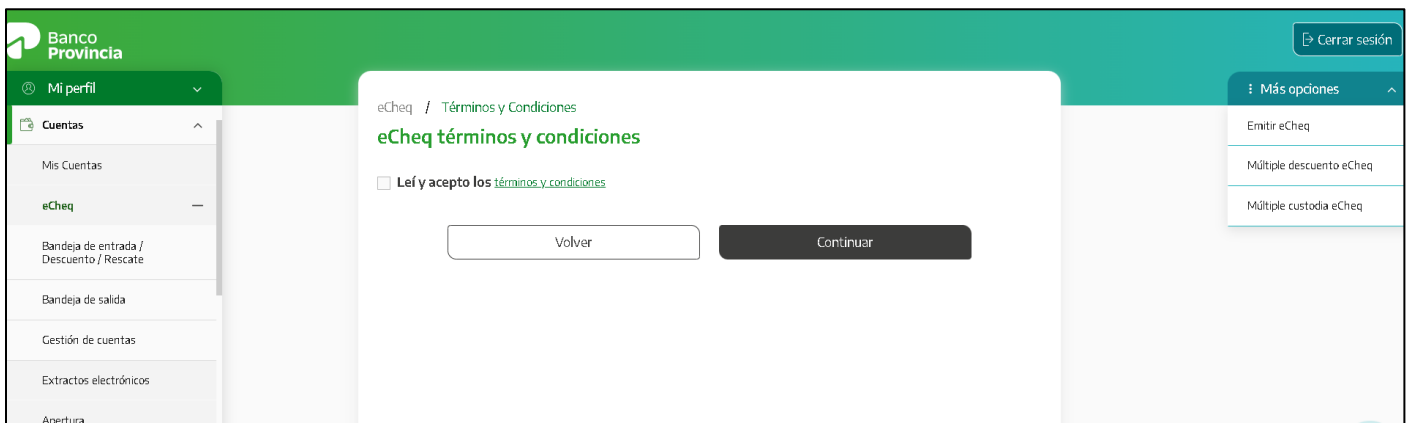 Banco
Provincia
Cerrar sesión
Mi perfil
Cuentas
Mis Cuentas
eCheq
Bandeja de entrada /
Descuento / Rescate
Bandeja de salida
Gestión de cuentas
Extractos electrónicos
Apertura
eCheq / Términos y Condiciones
eCheq términos y condiciones
Leí y acepto los términos y condiciones
Volver
Continuar
Más opciones
Emitir eCheq
Múltiple descuento eCheq
Múltiple custodia eCheq